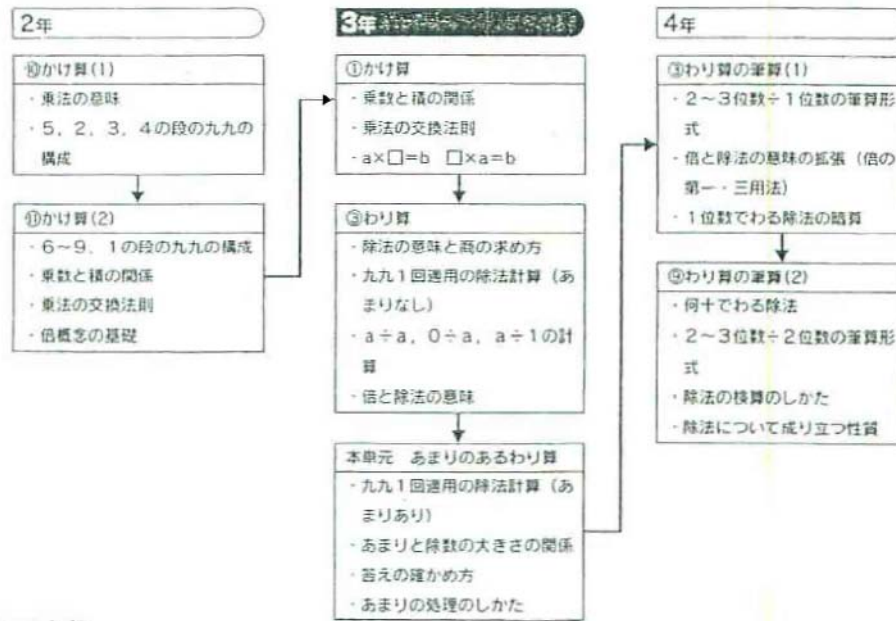 2年
⑩かけ算(1)
・乗法の意味
・5，2，3，4の段の九九の
構成
⑪かけ算(2)
・6～9，1の段の九九の構成
・乗数と積の関係
・乗法の交換法則
・倍概念の基礎
3年
①かけ算
・乗数と積の関係
・乗法の交換法則
・a×□=b　□×a=b
③わり算
・除法の意味と商の求め方
・九九1回適用の除法計算（あ
まりなし）
・a÷a，0÷a，a÷1の計
算
・倍と除法の意味
本単元　あまりのあるわり算
・九九1回適用の除法計算（あ
まりあり）
・あまりと除数の大きさの関係
・答えの確かめ方
・あまりの処理のしかた
4年
③わり算の筆算(1)
・2～3位数÷1位数の筆算形
式
・倍と除法の意味の拡張（倍の
第一・三用法）
・1位数でわる除法の暗算
⑨わり算の筆算(2)
・何十でわる除法
・2～3位数÷2位数の筆算形
式
・除法の検算のしかた
・除法について成り立つ性質